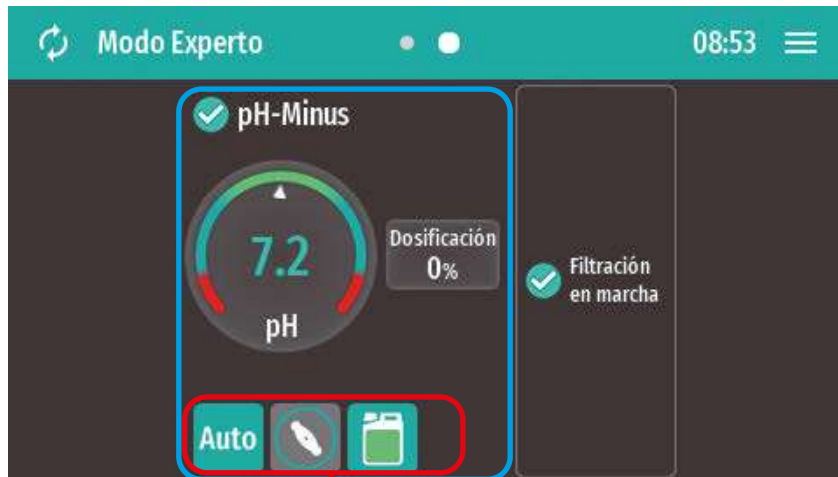 Modo Experto
08:53
pH-Minus
7.2
pH
Dosificación
0%
Filtración
en marcha
Auto